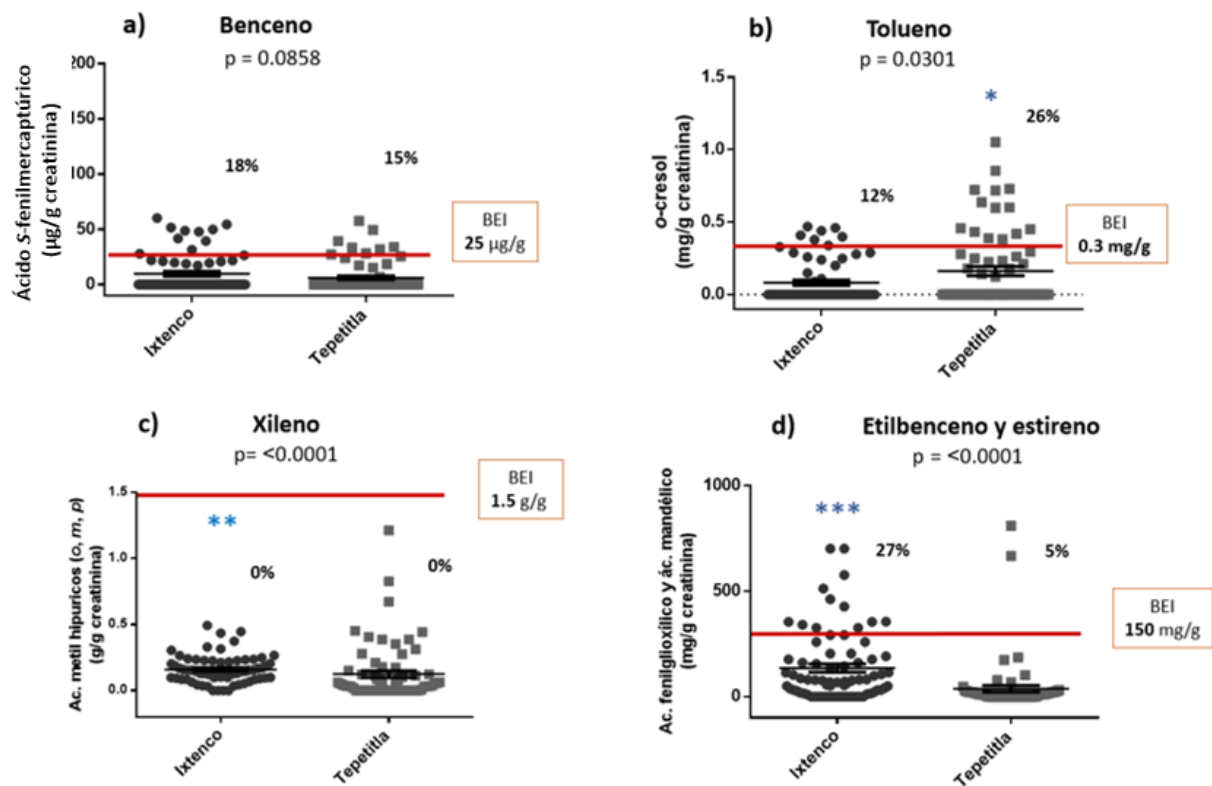 a)
Benceno
p = 0.0858
Ácido S-fenilmercaptúrico
(µg/g creatinina)
200
150
100
50
0
18%
15%
BEI
25 µg/g
Ixtenco
Tepetitla
b)
Tolueno
p = 0.0301
o-cresol
(mg/g creatinina)
1.5
1.0
0.5
0.0
*
26%
12%
BEI
0.3 mg/g
Ixtenco
Tepetitla
c)
Xileno
p= <0.0001
Ac. metil hipuricos (o, m, p)
(g/g creatinina)
1.5
1.0
0.5
0.0
**
0%
0%
BEI
1.5 g/g
Ixtenco
Tepetitla
d)
Etilbenceno y estireno
p = <0.0001
Ac. fenilglioxílico y ác. mandélico
(mg/g creatinina)
1000
500
0
***
27%
5%
BEI
150 mg/g
Ixtenco
Tepetitla